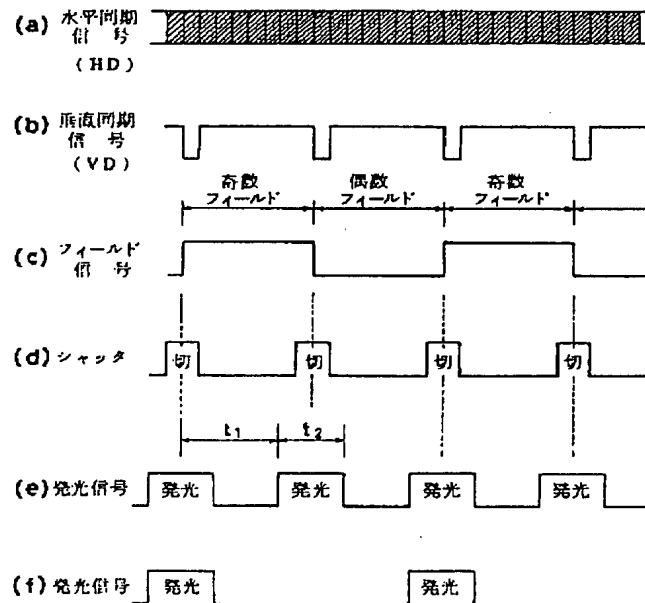 (a) 水平同期
信号
(HD)
(b) 垂直同期
信号
(VD)
奇数
フィールド
偶数
フィールド
奇数
フィールド
(c) フィールド
信号
(d) シャッタ
切
切
切
切
t₁
t₂
(e) 発光信号
発光
発光
発光
発光
(f) 発光信号
発光
発光